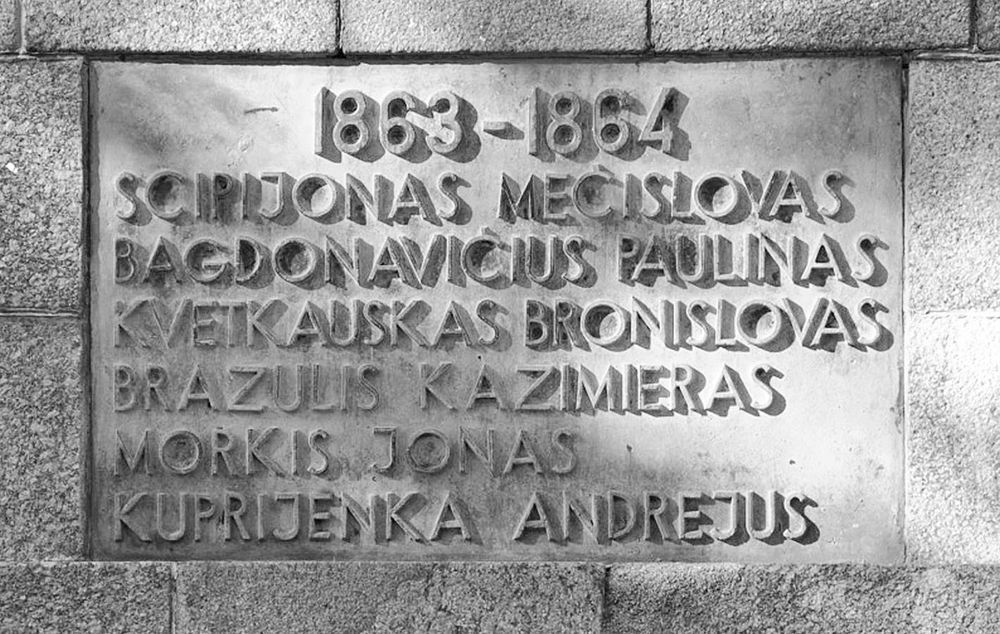 1863-1864
SCIPIJONAS MEČISLOVAS
BAGDONAVIČIUS PAULINAS
KVETKAUSKAS BRONISLOVAS
BRAZULIS KAZIMIERAS
MORKIS JONAS
KUPRIJENKA ANDREJUS